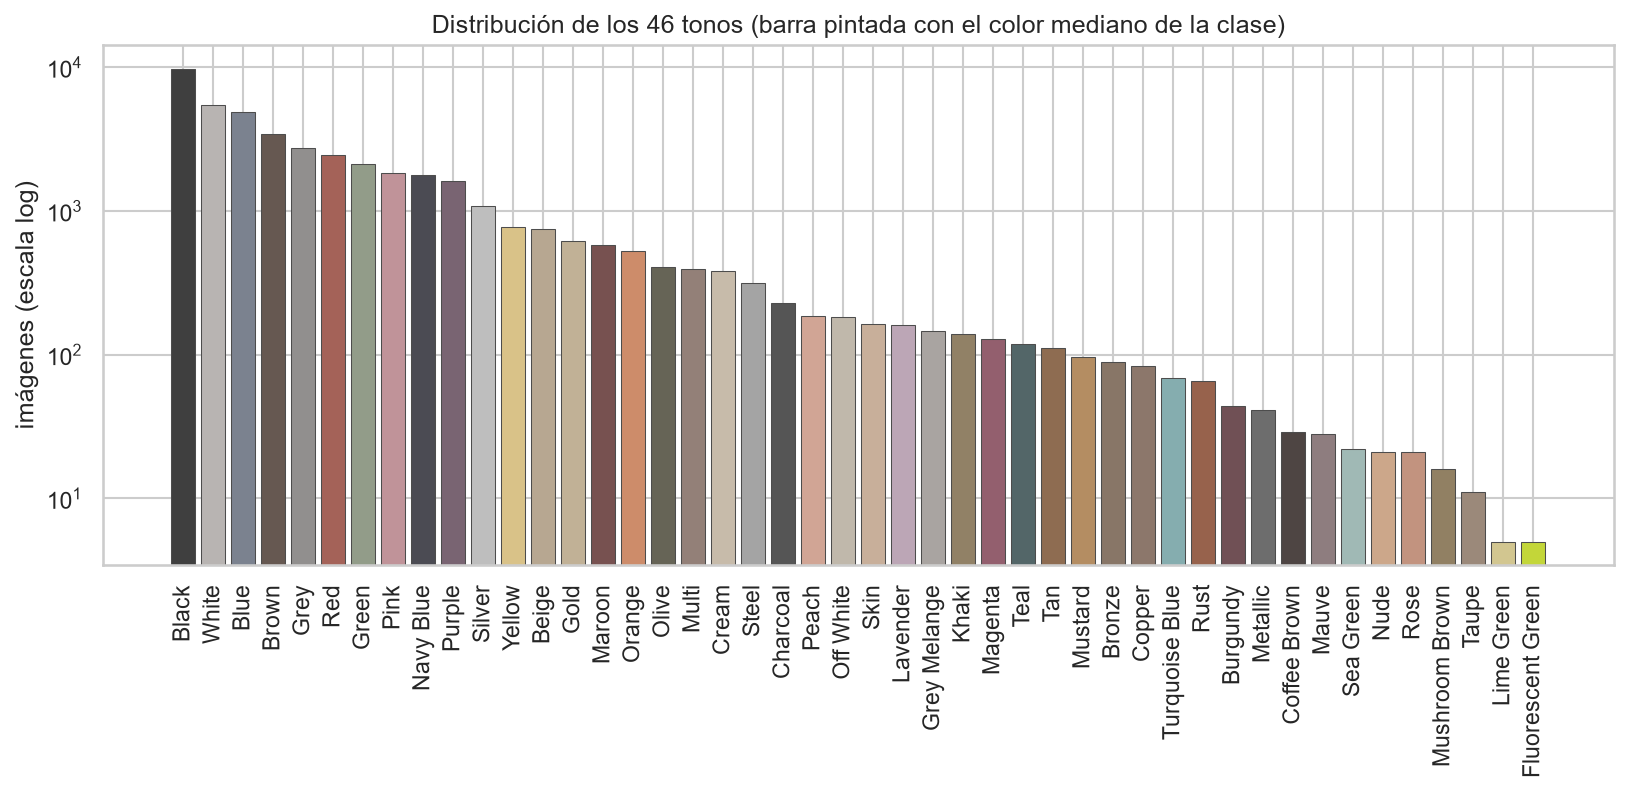 Distribución de los 46 tonos (barra pintada con el color mediano de la clase)
imágenes (escala log)
10⁴
10³
10²
10¹
Black
White
Blue
Brown
Grey
Red
Green
Pink
Navy Blue
Purple
Silver
Yellow
Beige
Gold
Maroon
Orange
Olive
Multi
Cream
Steel
Charcoal
Peach
Off White
Skin
Lavender
Grey Melange
Khaki
Magenta
Teal
Tan
Mustard
Bronze
Copper
Turquoise Blue
Rust
Burgundy
Metallic
Coffee Brown
Mauve
Sea Green
Nude
Rose
Mushroom Brown
Taupe
Lime Green
Fluorescent Green